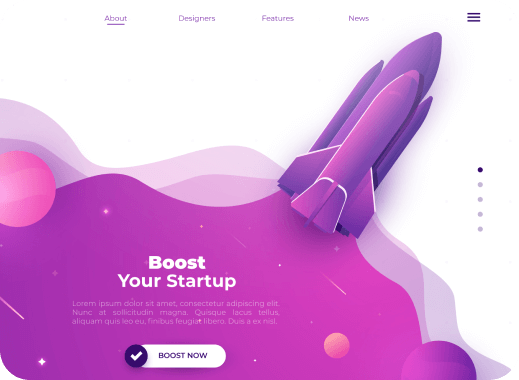 About
Designers
Features
News
Boost
Your Startup
Lorem ipsum dolor sit amet, consectetur adipiscing elit.
Nunc at sollicitudin magna. Quisque lacus tellus,
aliquam quis leo eu, finibus feugiat libero. Duis a ex nisl.
BOOST NOW